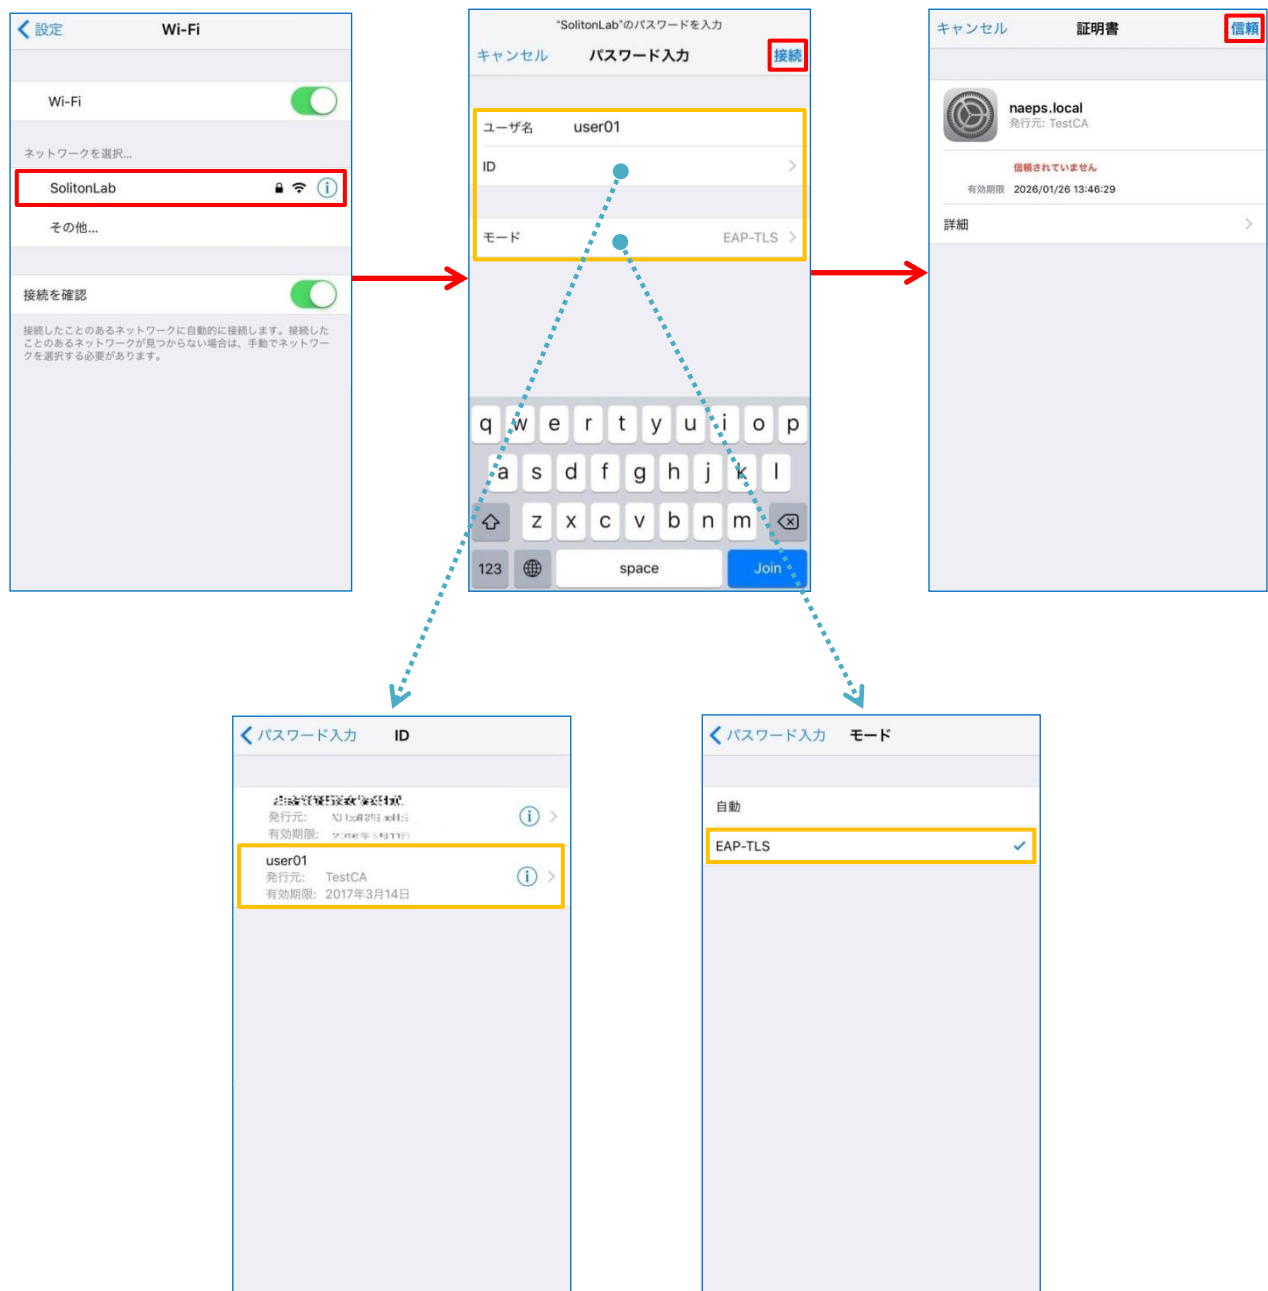 設定
Wi-Fi
Wi-Fi
ネットワークを選択...
SolitonLab
その他...
接続を確認
接続したことのあるネットワークに自動的に接続します。接続した
ことのあるネットワークが見つからない場合は、手動でネットワー
クを選択する必要があります。
"SolitonLab"のパスワードを入力
キャンセル
パスワード入力
接続
ユーザ名 user01
ID
モード EAP-TLS
q w e r t y u i o p
a s d f g h j k l
z x c v b n m
123 space Join
キャンセル
証明書
信頼
naeps.local
発行元: TestCA
信頼されていません
有効期限 2026/01/26 13:46:29
詳細
パスワード入力
ID
発行元:
有効期限:
user01
発行元: TestCA
有効期限: 2017年3月14日
パスワード入力
モード
自動
EAP-TLS